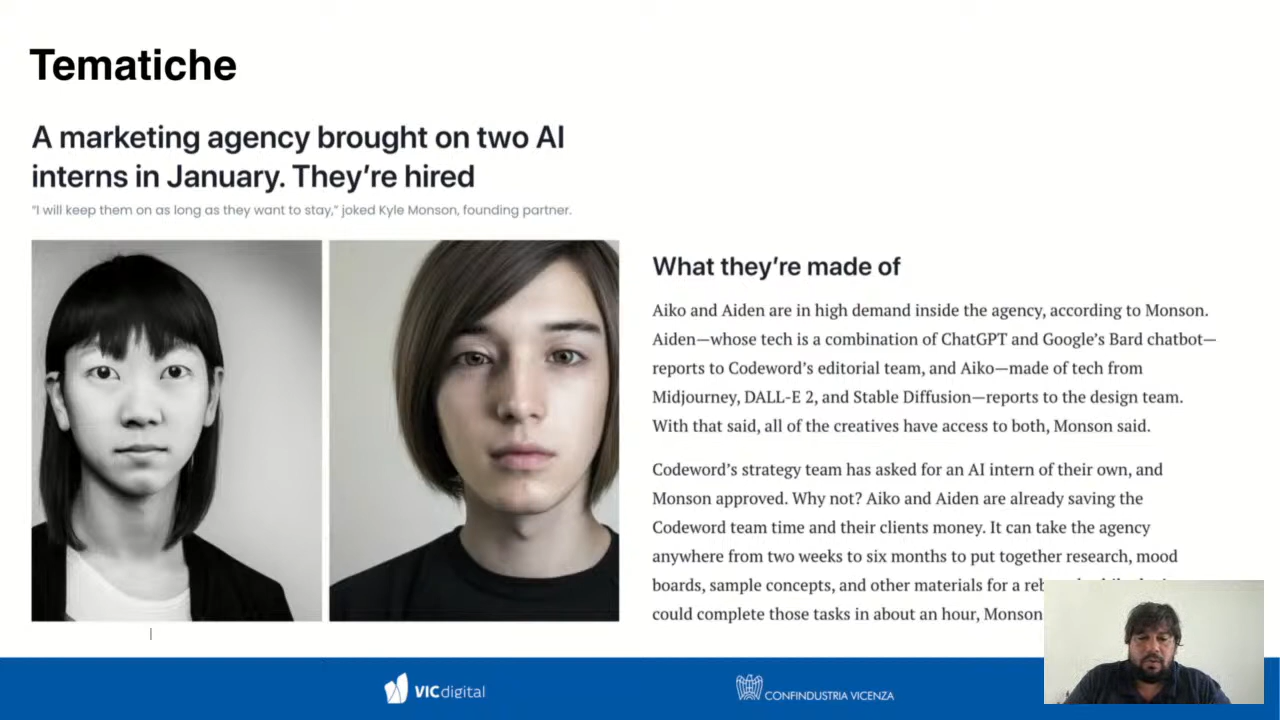 Tematiche
A marketing agency brought on two AI
interns in January. They’re hired
“I will keep them on as long as they want to stay,” joked Kyle Monson, founding partner.
What they’re made of
Aiko and Aiden are in high demand inside the agency, according to Monson.
Aiden—whose tech is a combination of ChatGPT and Google’s Bard chatbot—
reports to Codeword’s editorial team, and Aiko—made of tech from
Midjourney, DALL-E 2, and Stable Diffusion—reports to the design team.
With that said, all of the creatives have access to both, Monson said.
Codeword’s strategy team has asked for an AI intern of their own, and
Monson approved. Why not? Aiko and Aiden are already saving the
Codeword team time and their clients money. It can take the agency
anywhere from two weeks to six months to put together research, mood
boards, sample concepts, and other materials for a
could complete those tasks in about an hour, Monson
VICdigital
CONFINDUSTRIA VICENZA